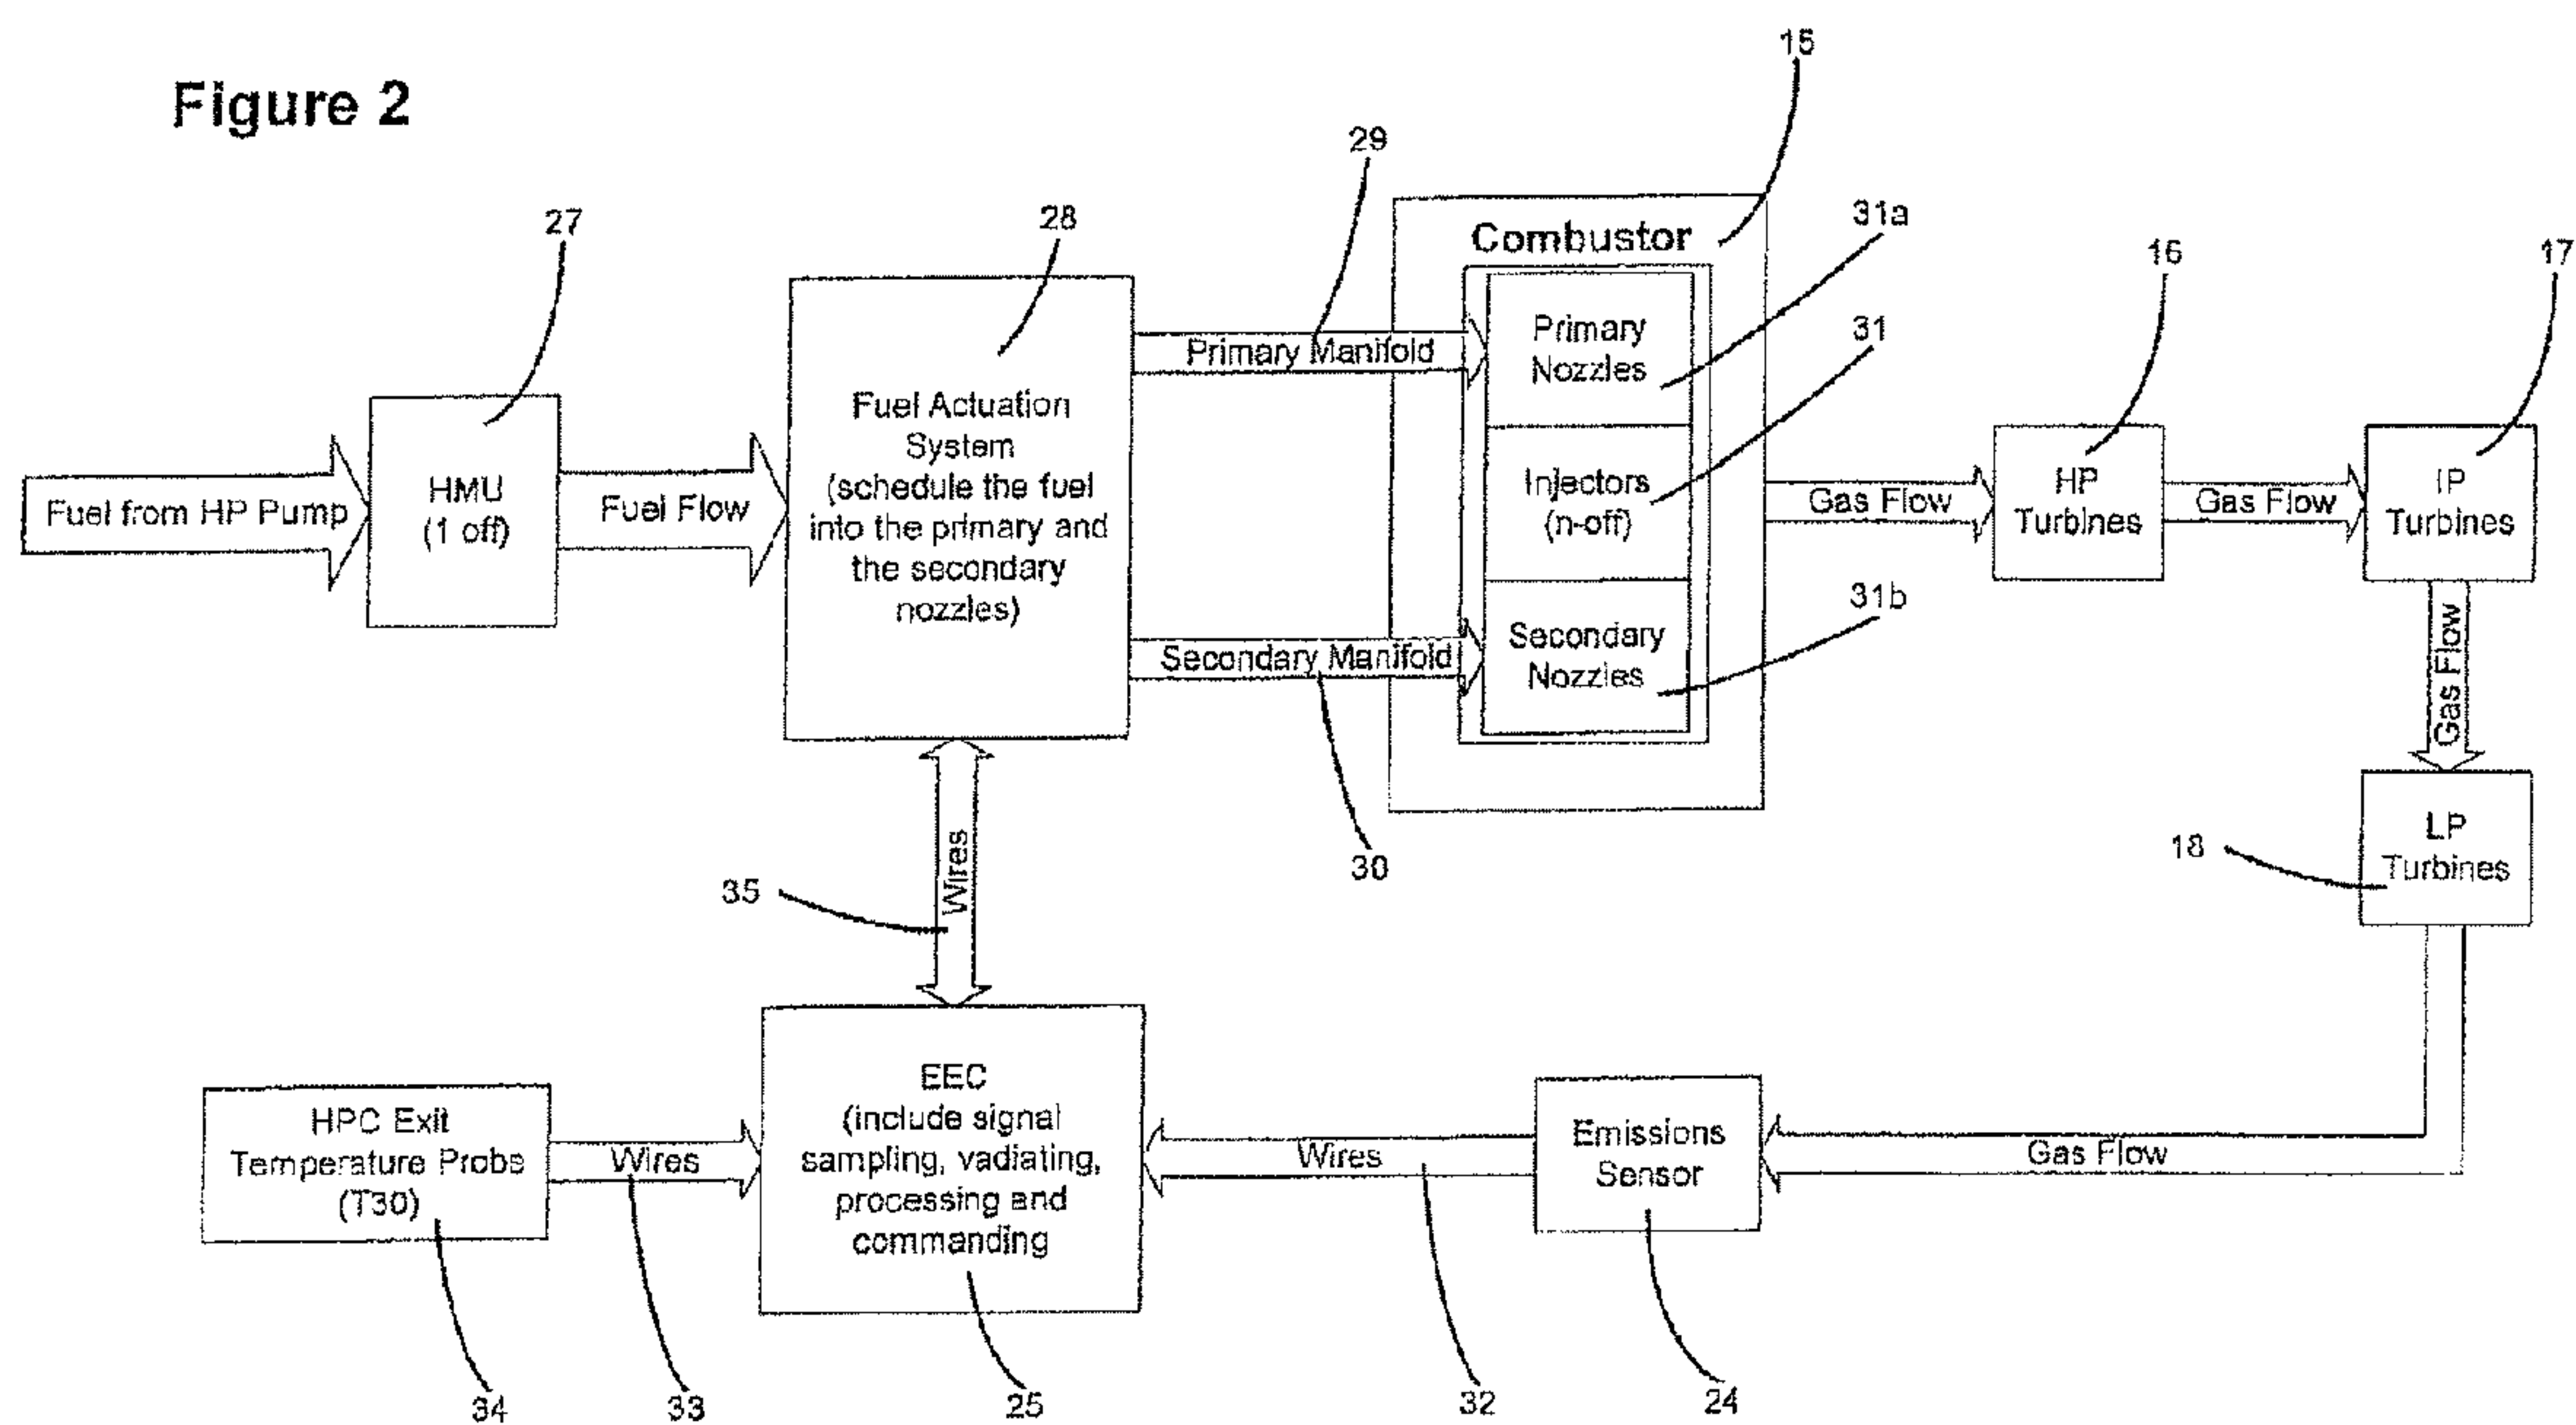 Figure 2
15
29
27
28
31a
16
17
Combustor
Primary
Nozzles
31
Primary Manifold
Fuel Actuation
System
(schedule the fuel
into the primary and
the secondary
nozzles)
Fuel from HP Pump
HMU
(1 off)
Fuel Flow
Injectors
(n-off)
Gas Flow
HP
Turbines
Gas Flow
IP
Turbines
31b
Secondary Manifold
Secondary
Nozzles
Gas Flow
30
LP
Turbines
18
35
Wires
HPC Exit
Temperature Probe
(T30)
Wires
EEC
(include signal
sampling, vadiating,
processing and
commanding
Wires
Emissions
Sensor
Gas Flow
34
33
25
32
24